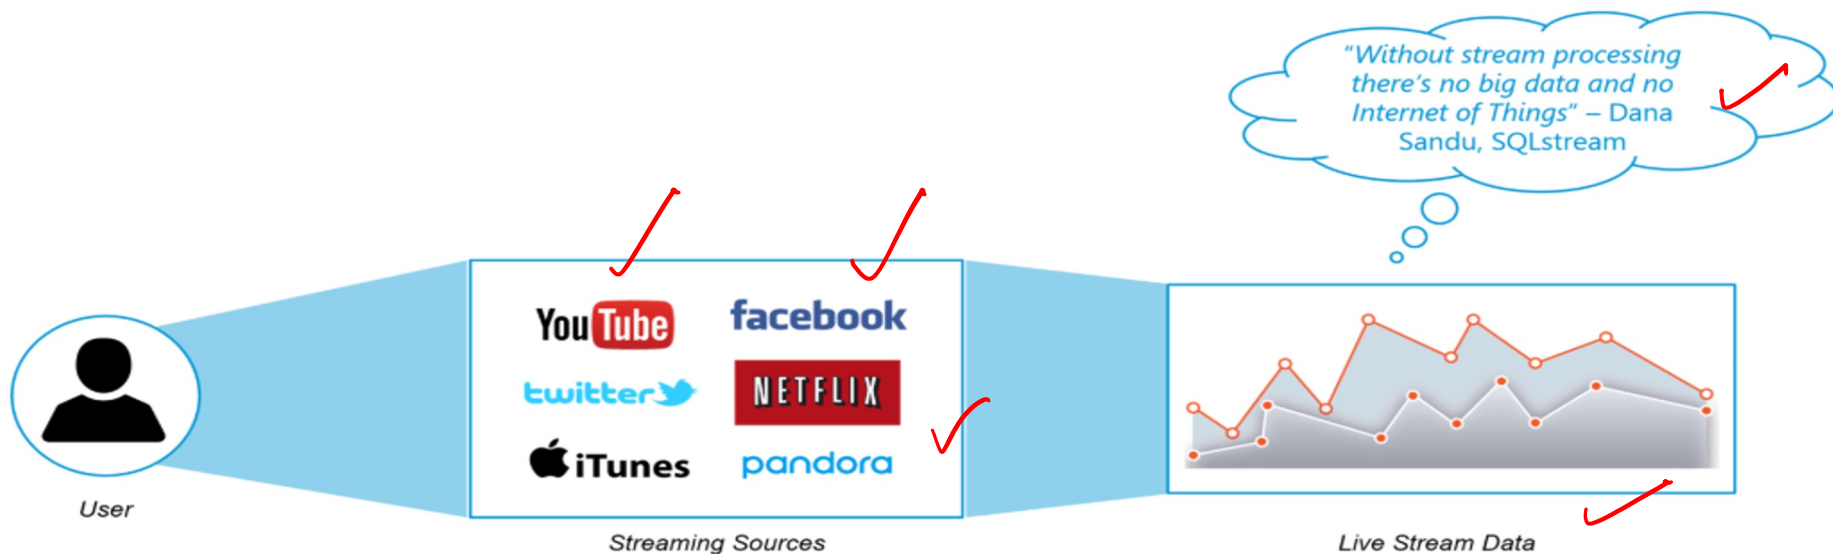 "Without stream processing
there's no big data and no
Internet of Things" – Dana
Sandu, SQLstream
YouTube facebook
twitter NETFLIX
iTunes pandora
User
Streaming Sources
Live Stream Data